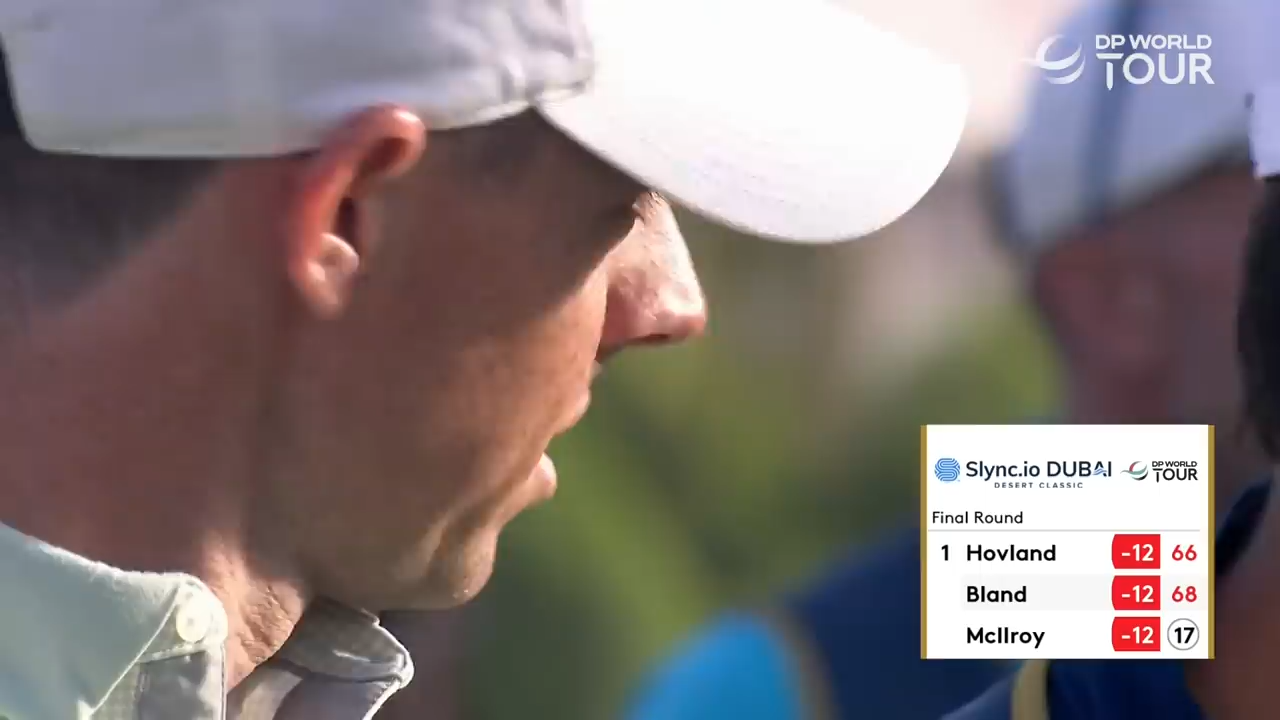 DP WORLD
TOUR
Slync.io DUBAI
DESERT CLASSIC
DP WORLD
TOUR
Final Round
1 Hovland -12 66
Bland -12 68
McIlroy -12 17